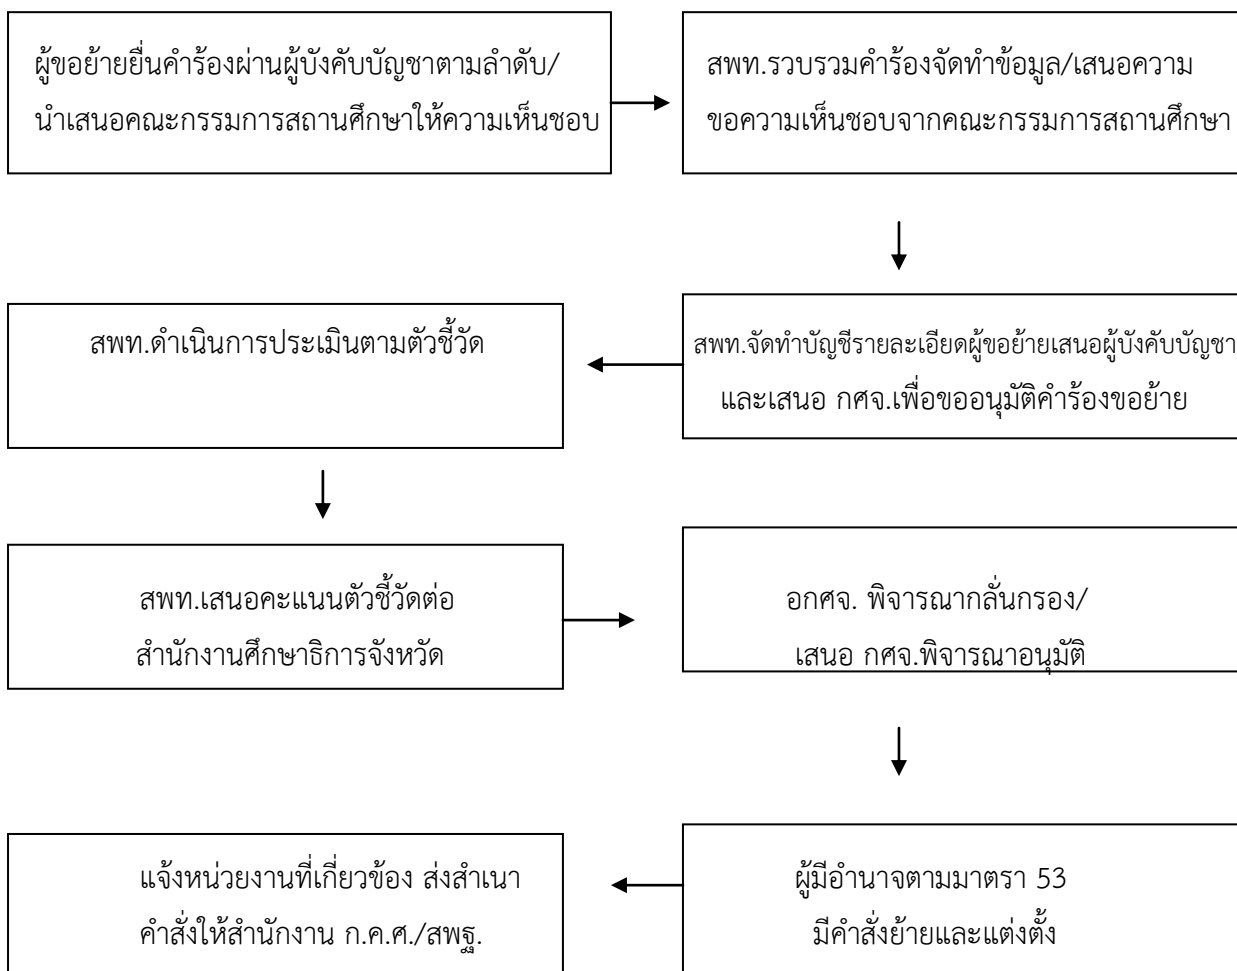 ผู้ขอย้ายยื่นคำร้องผ่านผู้บังคับบัญชาตามลำดับ/
นำเสนอคณะกรรมการสถานศึกษาให้ความเห็นชอบ
สพท.รวบรวมคำร้องจัดทำข้อมูล/เสนอความ
ขอความเห็นชอบจากคณะกรรมการสถานศึกษา
สพท.จัดทำบัญชีรายละเอียดผู้ขอย้ายเสนอผู้บังคับบัญชา
และเสนอ กศจ.เพื่อขออนุมัติคำร้องขอย้าย
สพท.ดำเนินการประเมินตามตัวชี้วัด
สพท.เสนอคะแนนตัวชี้วัดต่อ
สำนักงานศึกษาธิการจังหวัด
อกศจ. พิจารณากลั่นกรอง/
เสนอ กศจ.พิจารณาอนุมัติ
ผู้มีอำนาจตามมาตรา 53
มีคำสั่งย้ายและแต่งตั้ง
แจ้งหน่วยงานที่เกี่ยวข้อง ส่งสำเนา
คำสั่งให้สำนักงาน ก.ค.ศ./สพฐ.